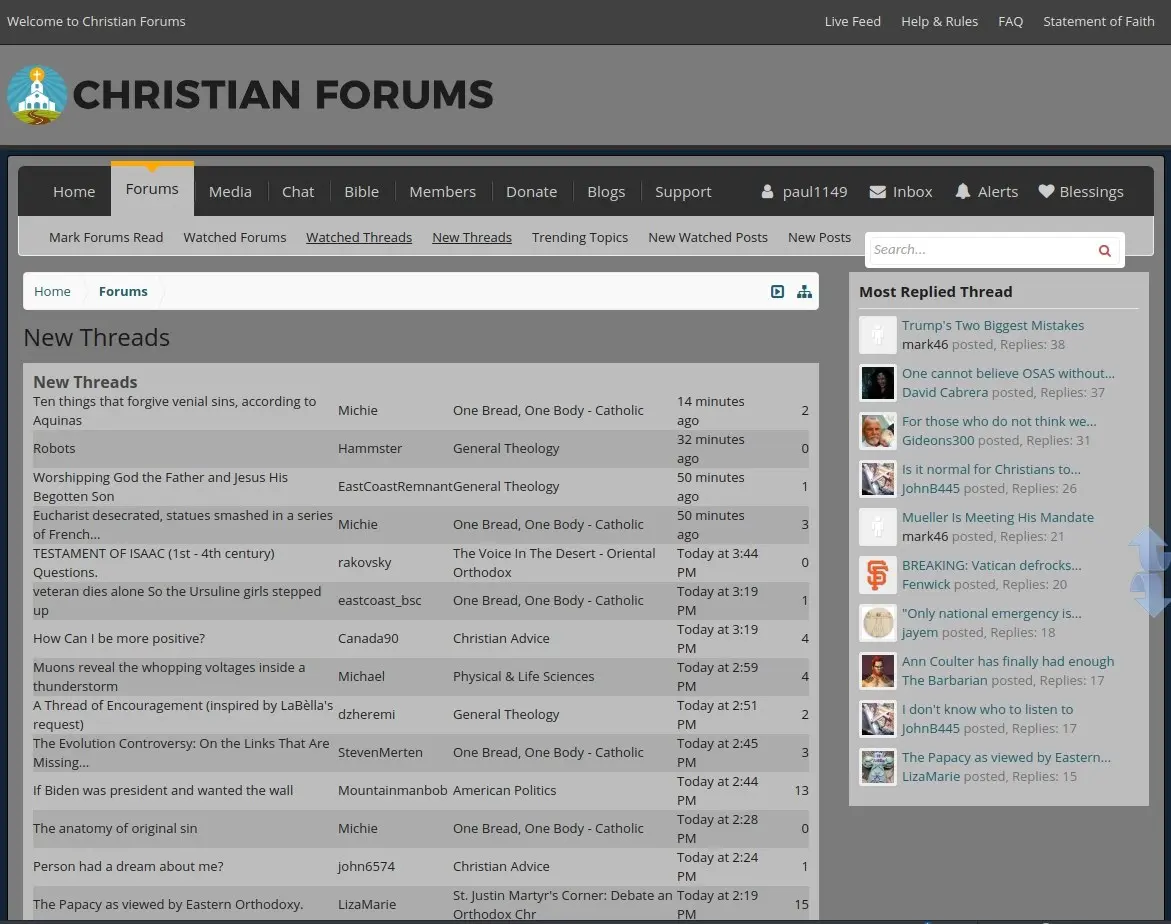 Welcome to Christian Forums
Live Feed Help & Rules FAQ Statement of Faith
CHRISTIAN FORUMS
Home Forums Media Chat Bible Members Donate Blogs Support paul1149 Inbox Alerts Blessings
Mark Forums Read Watched Forums Watched Threads New Threads Trending Topics New Watched Posts New Posts
Search...
Home Forums
New Threads
New Threads
Ten things that forgive venial sins, according to
Aquinas
Michie
One Bread, One Body - Catholic
14 minutes
ago
2
Robots
Hammster
General Theology
32 minutes
ago
0
Worshipping God the Father and Jesus His
Begotten Son
EastCoastRemnant
General Theology
50 minutes
ago
1
Eucharist desecrated, statues smashed in a series
of French...
Michie
One Bread, One Body - Catholic
50 minutes
ago
3
TESTAMENT OF ISAAC (1st - 4th century)
Questions.
rakovsky
The Voice In The Desert - Oriental
Orthodox
Today at 3:44
PM
0
veteran dies alone So the Ursuline girls stepped
up
eastcoast_bsc
One Bread, One Body - Catholic
Today at 3:19
PM
1
How Can I be more positive?
Canada90
Christian Advice
Today at 3:19
PM
4
Muons reveal the whopping voltages inside a
thunderstorm
Michael
Physical & Life Sciences
Today at 2:59
PM
4
A Thread of Encouragement (inspired by LaBèlla's
request)
dzheremi
General Theology
Today at 2:51
PM
2
The Evolution Controversy: On the Links That Are
Missing...
StevenMerten
One Bread, One Body - Catholic
Today at 2:45
PM
3
If Biden was president and wanted the wall
Mountainmanbob
American Politics
Today at 2:44
PM
13
The anatomy of original sin
Michie
One Bread, One Body - Catholic
Today at 2:28
PM
0
Person had a dream about me?
john6574
Christian Advice
Today at 2:24
PM
1
The Papacy as viewed by Eastern Orthodoxy.
LizaMarie
St. Justin Martyr's Corner: Debate an
Orthodox Chr
Today at 2:19
PM
15
Most Replied Thread
Trump's Two Biggest Mistakes
mark46 posted, Replies: 38
One cannot believe OSAS without...
David Cabrera posted, Replies: 37
For those who do not think we...
Gideons300 posted, Replies: 31
Is it normal for Christians to...
JohnB445 posted, Replies: 26
Mueller Is Meeting His Mandate
mark46 posted, Replies: 21
BREAKING: Vatican defrocks...
Fenwick posted, Replies: 20
"Only national emergency is...
jayem posted, Replies: 18
Ann Coulter has finally had enough
The Barbarian posted, Replies: 17
I don't know who to listen to
JohnB445 posted, Replies: 17
The Papacy as viewed by Eastern...
LizaMarie posted, Replies: 15